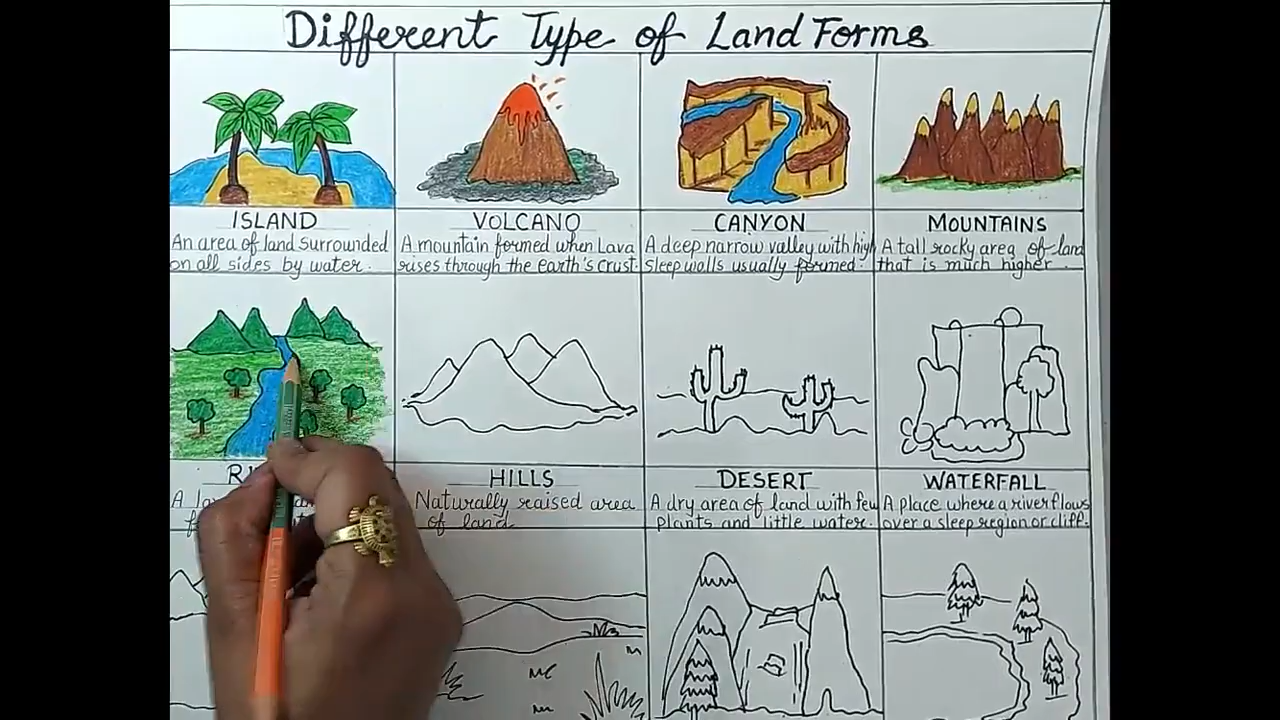 Different Type of Land Forms
ISLAND
An area of land surrounded
on all sides by water.
VOLCANO
A mountain formed when Lava
rises through the earth's crust.
CANYON
A deep narrow valley with high
sleep walls usually formed.
MOUNTAINS
A tall rocky area of land
that is much higher.
HILLS
Naturally raised area
of land
DESERT
A dry area of land with few
plants and little water.
WATERFALL
A place where a river flows
over a sleep region or cliff.